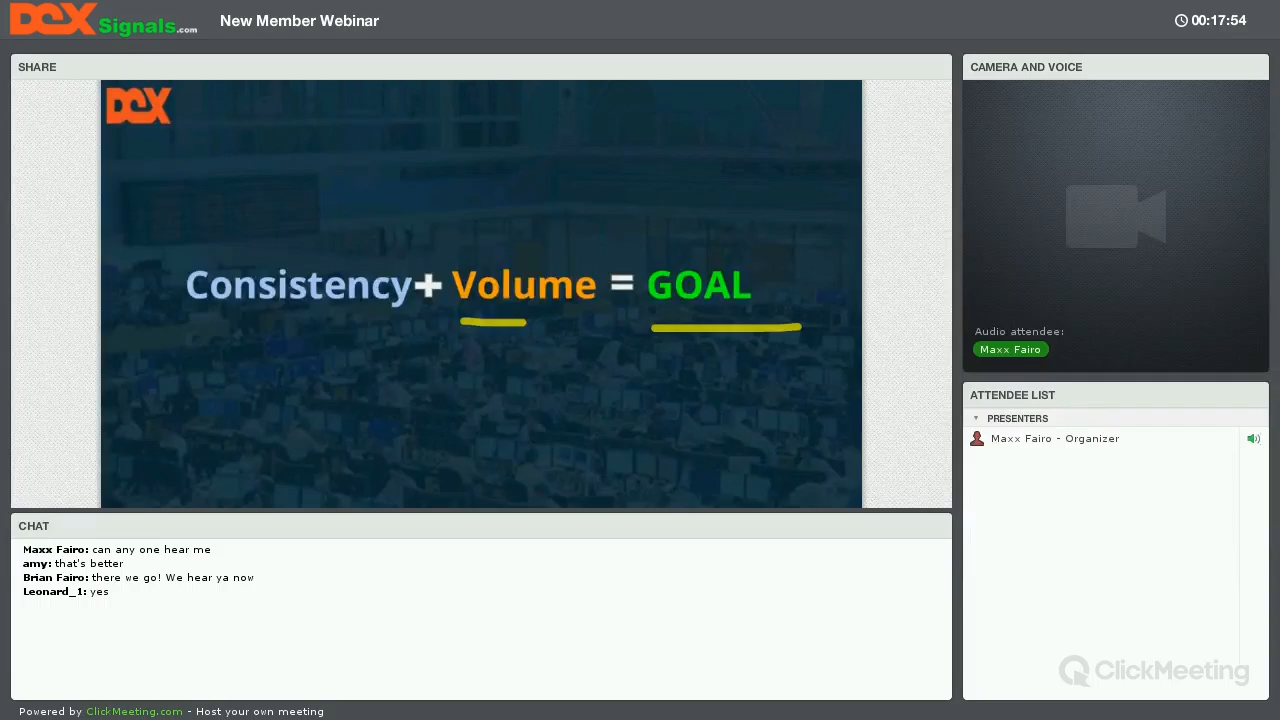 DCX Signals.com
New Member Webinar
00:17:54
SHARE
DCX
Consistency + Volume = GOAL
CAMERA AND VOICE
Audio attendee:
Maxx Fairo
ATTENDEE LIST
PRESENTERS
Maxx Fairo - Organizer
CHAT
Maxx Fairo: can any one hear me
amy: that's better
Brian Fairo: there we go! We hear ya now
Leonard_1: yes
ClickMeeting
Powered by ClickMeeting.com - Host your own meeting